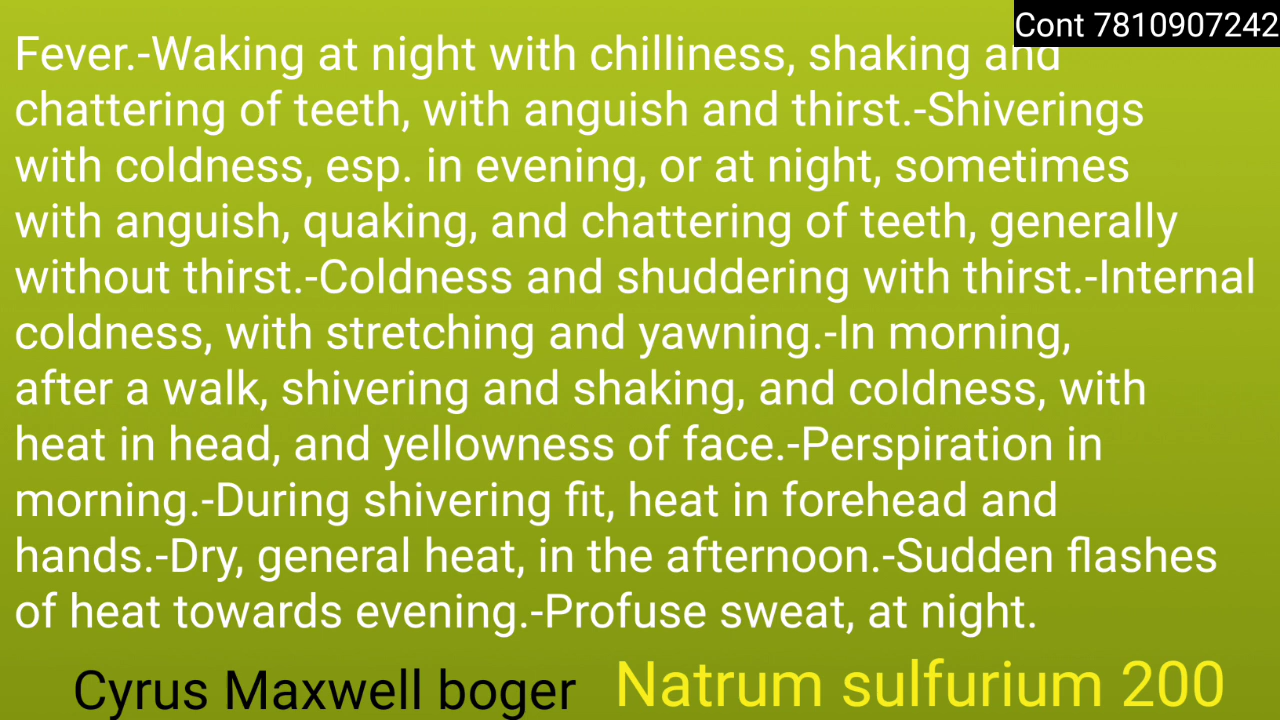 Cont 7810907242
Fever.-Waking at night with chilliness, shaking and
chattering of teeth, with anguish and thirst.-Shiverings
with coldness, esp. in evening, or at night, sometimes
with anguish, quaking, and chattering of teeth, generally
without thirst.-Coldness and shuddering with thirst.-Internal
coldness, with stretching and yawning.-In morning,
after a walk, shivering and shaking, and coldness, with
heat in head, and yellowness of face.-Perspiration in
morning.-During shivering fit, heat in forehead and
hands.-Dry, general heat, in the afternoon.-Sudden flashes
of heat towards evening.-Profuse sweat, at night.
Cyrus Maxwell boger
Natrum sulfurium 200